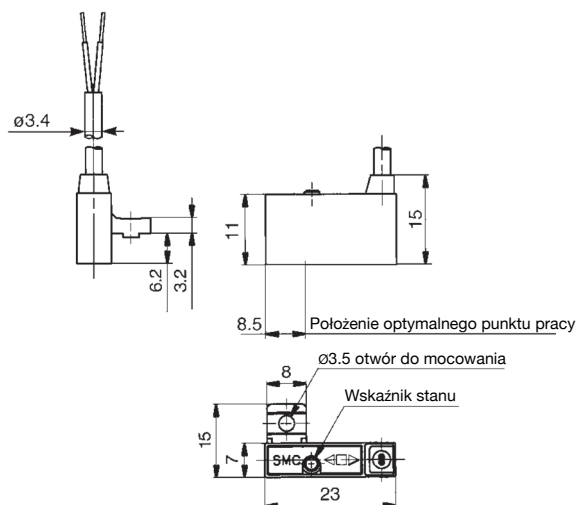 ø3.4
11
15
6.2
3.2
8.5
Położenie optymalnego punktu pracy
ø3.5 otwór do mocowania
8
Wskaźnik stanu
15
7
SMC
23